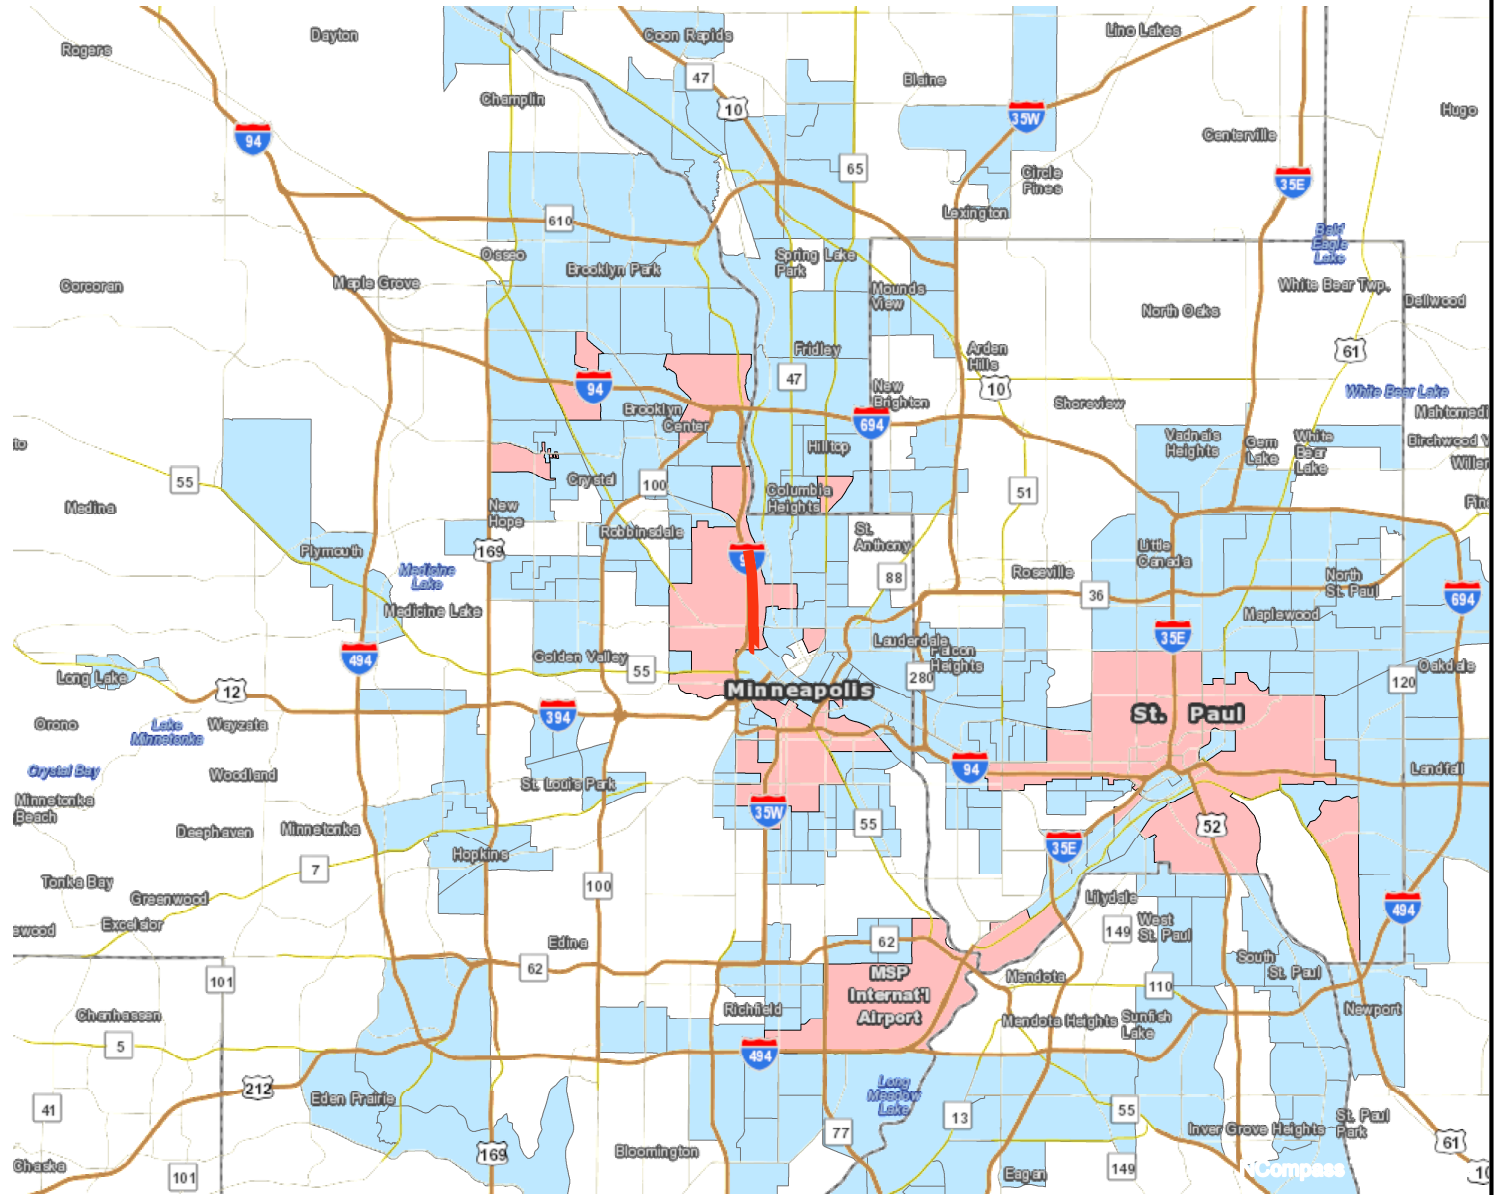 Rogers
Dayton
Coon Rapids
Lino Lakes
47
Blaine
Champlin
10
Hugo
35W
94
Centerville
65
Circle
Pines
35E
610
Lexington
Bald
Eagle
Lake
Osseo
Spring Lake
Park
Brooklyn Park
Maple Grove
Corcoran
Mounds
View
White Bear Twp.
Dellwood
North Oaks
Fridley
Arden
Hills
61
47
94
New
Brighton
10
White Bear Lake
Shoreview
Mahtomedi
Brooklyn
Center
694
Hilltop
Vadnais
Heights
Gem
Lake
White
Bear
Lake
Birchwood V
to
Willer
55
Crystal
100
Columbia
Heights
51
Medina
New
Hope
Robbinsdale
St.
Anthony
Plymouth
169
Little
Canada
Medicine
Lake
88
Roseville
36
North
St. Paul
694
Medicine Lake
Maplewood
35E
Lauderdale
Falcon
Heights
494
Golden Valley
55
280
Oakdale
Long Lake
12
Minneapolis
120
394
St. Paul
Orono
Lake
Minnetonka
Wayzata
Crystal Bay
Woodland
94
Landfall
St. Louis Park
Minnetonka
Beach
35W
Deephaven
Minnetonka
55
52
35E
Hopkins
7
Tonka Bay
Greenwood
100
Lilydale
494
ewood
Excelsior
149
West
St. Paul
Edina
62
62
South
St. Paul
101
MSP
Internat'l
Airport
Mendota
110
Richfield
Newport
Chanhassen
Mendota Heights
Sunfish
Lake
5
494
212
Long
Meadow
Lake
Eden Prairie
41
13
55
St. Paul
Park
77
Inver Grove Heights
61
169
Bloomington
Chaska
101
Eagan
149
NCompass
10